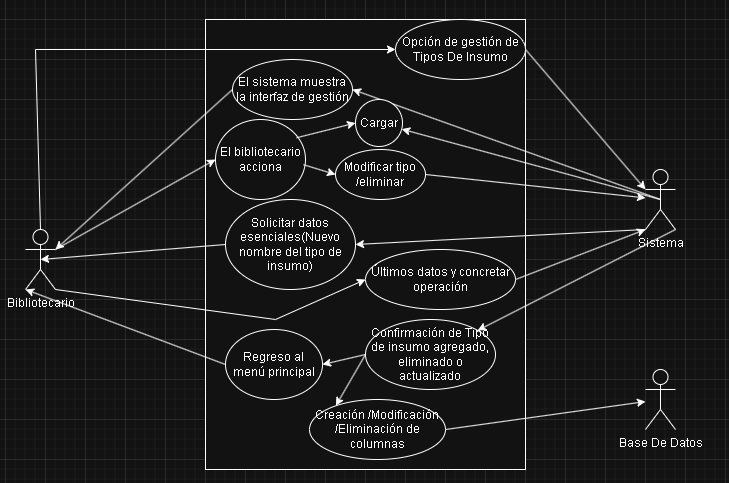 Opción de gestión de
Tipos De Insumo
El sistema muestra
la interfaz de gestión
Cargar
El bibliotecario
acciona
Modificar tipo
/eliminar
Solicitar datos
esenciales(Nuevo
nombre del tipo de
insumo)
Sistema
Ultimos datos y concretar
operación
Bibliotecario
Confirmación de Tipo
de insumo agregado,
eliminado o
actualizado
Regreso al
menú principal
Creación /Modificación
/Eliminación de
columnas
Base De Datos